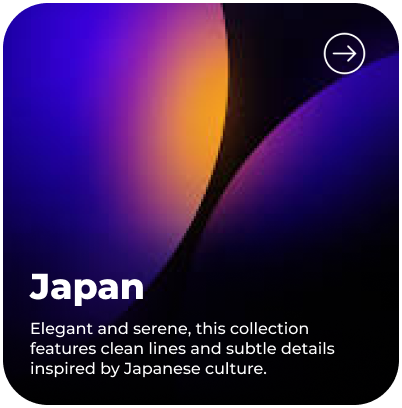 Japan
Elegant and serene, this collection
features clean lines and subtle details
inspired by Japanese culture.